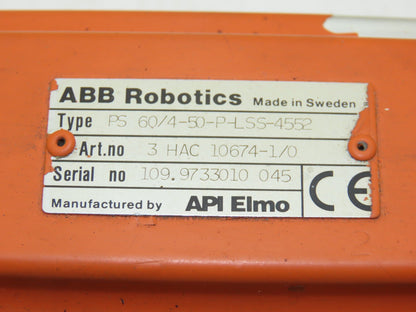 ABB Robotics Made in Sweden
Type PS 60/4-50-P-LSS-4552
Art.no 3 HAC 10674-1/0
Serial no 109.9733010 045
Manufactured by API Elmo CE